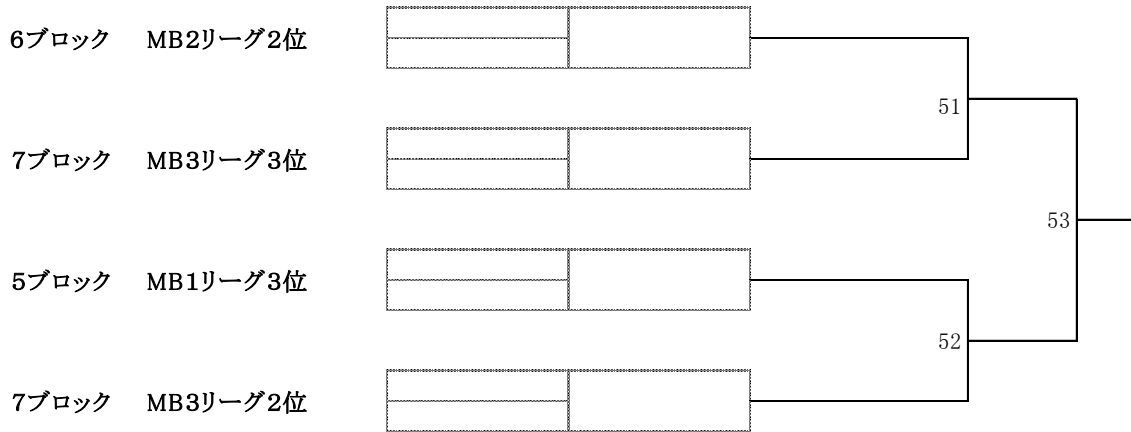 6ブロック MB2リーグ2位
51
7ブロック MB3リーグ3位
53
5ブロック MB1リーグ3位
52
7ブロック MB3リーグ2位